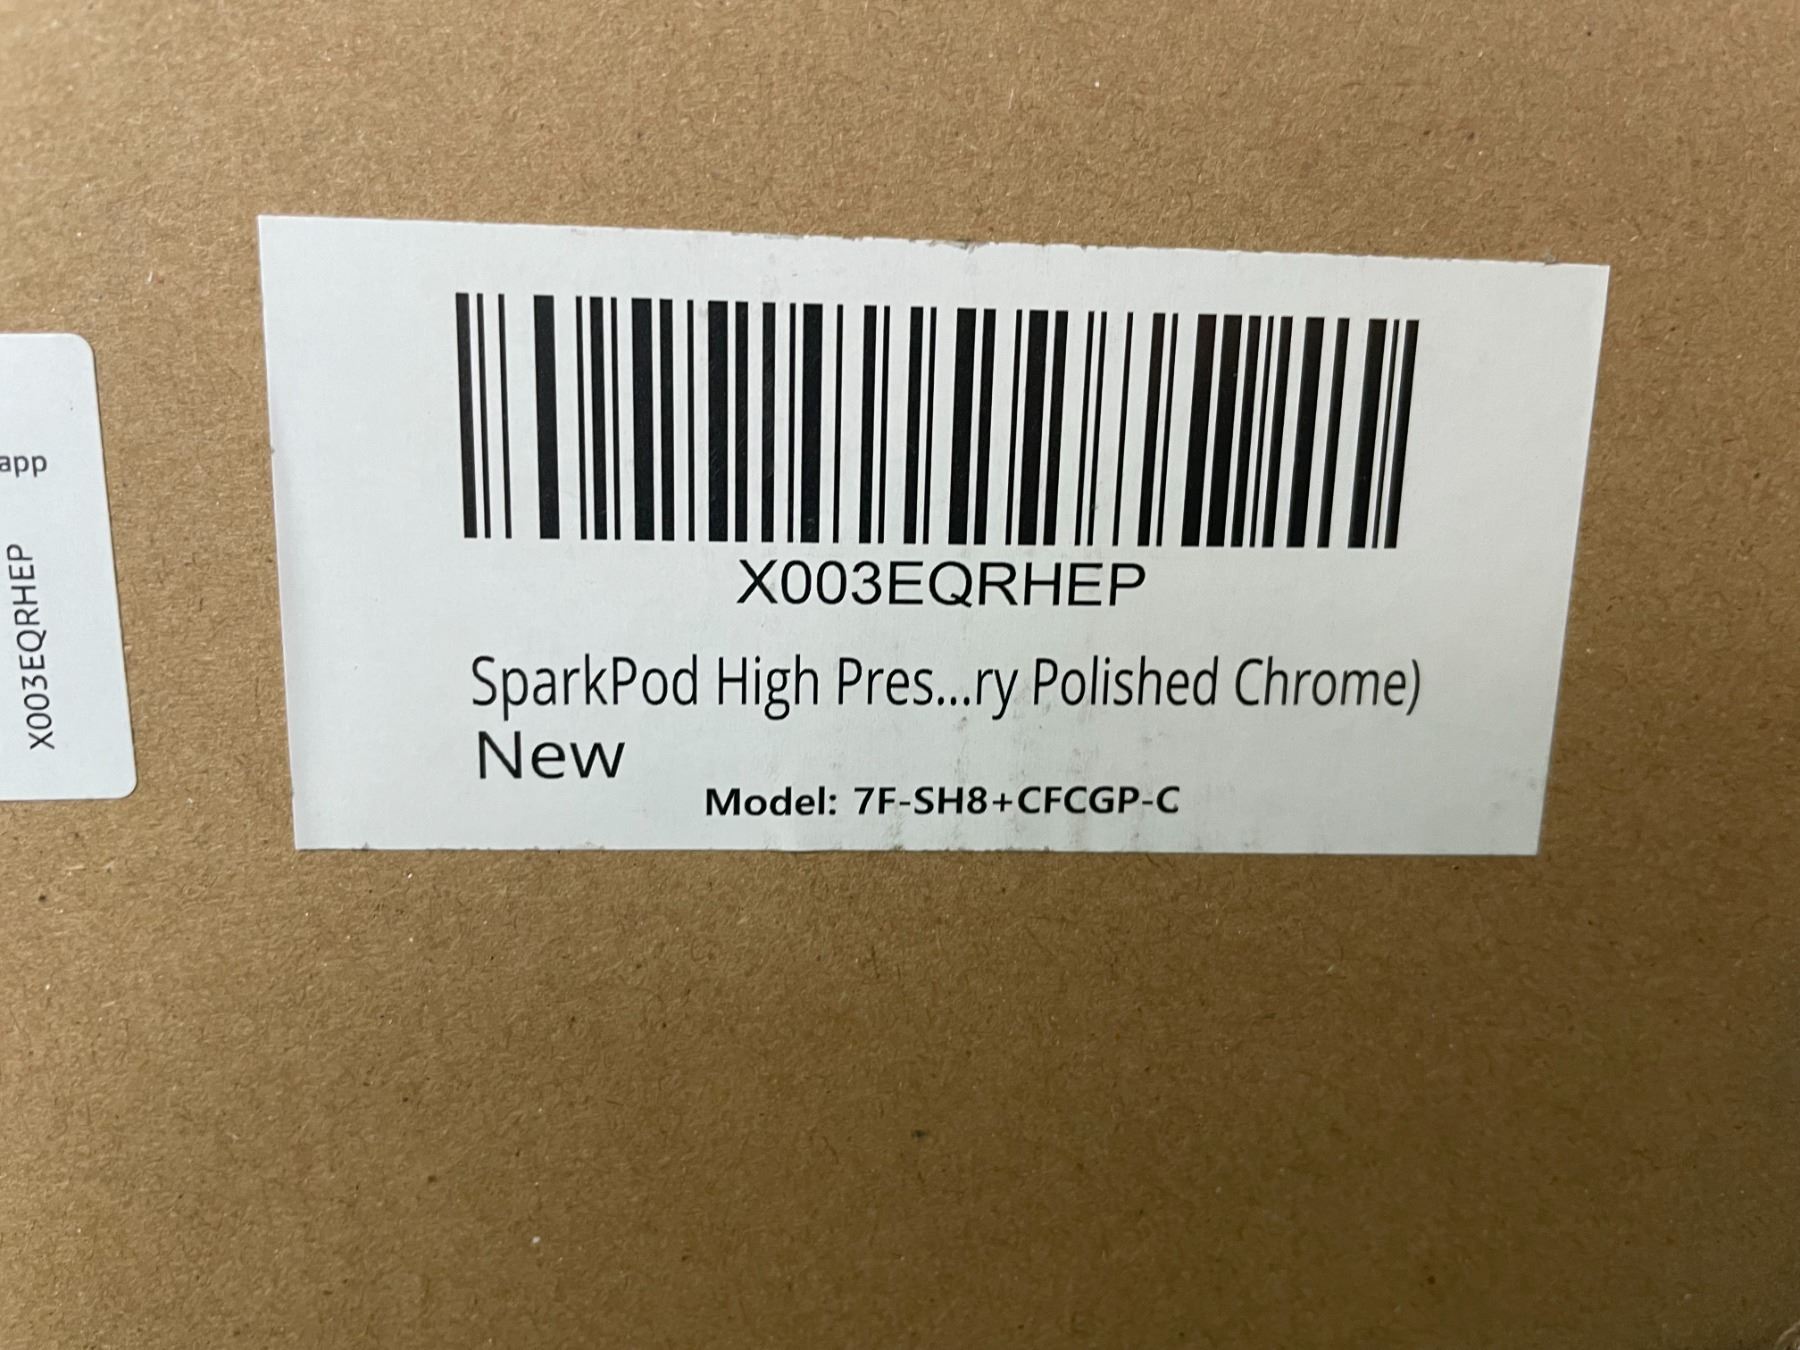 app
X003EQRHEP
X003EQRHEP
SparkPod High Pres...ry Polished Chrome)
New
Model: 7F-SH8+CFCGP-C